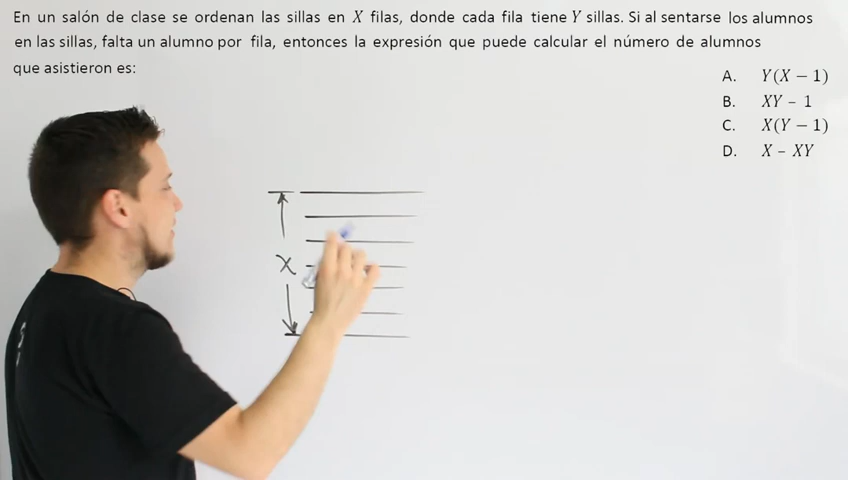 En un salón de clase se ordenan las sillas en X filas, donde cada fila tiene Y sillas. Si al sentarse los alumnos
en las sillas, falta un alumno por fila, entonces la expresión que puede calcular el número de alumnos
que asistieron es:
A. Y(X − 1)
B. XY − 1
C. X(Y − 1)
D. X − XY
X